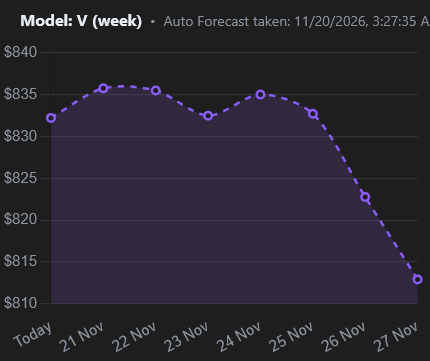 Model: V (week) • Auto Forecast taken: 11/20/2026, 3:27:35 A
$840
$835
$830
$825
$820
$815
$810
Today
21 Nov
22 Nov
23 Nov
24 Nov
25 Nov
26 Nov
27 Nov